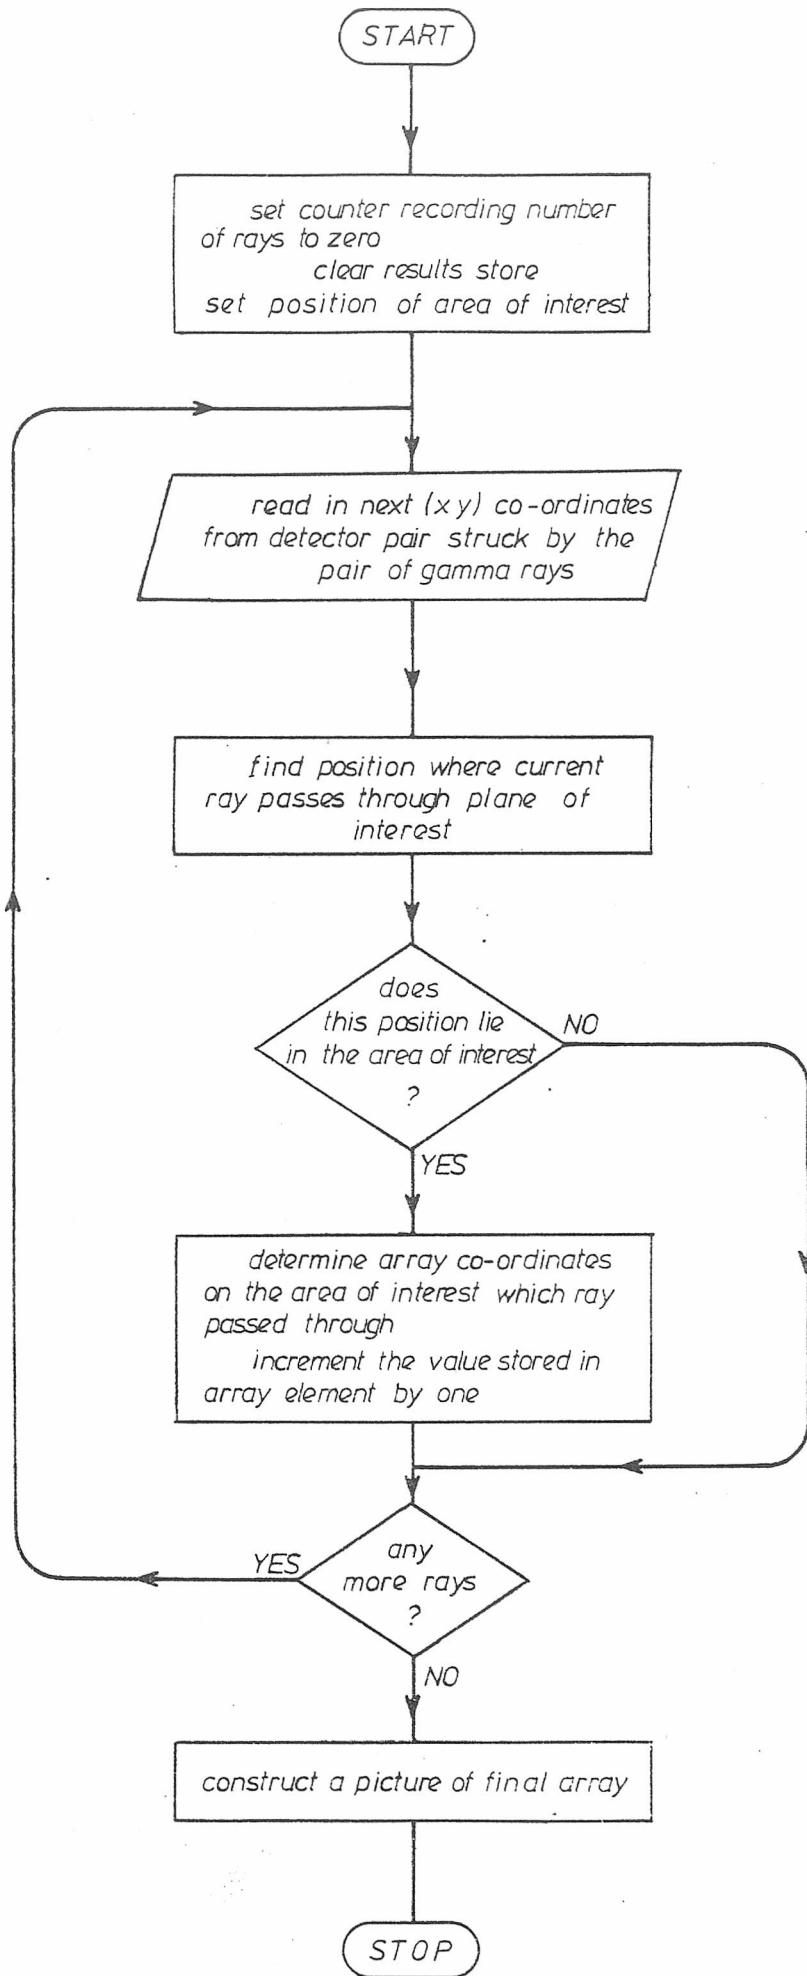 START
set counter recording number
of rays to zero
clear results store
set position of area of interest
read in next (x y) co-ordinates
from detector pair struck by the
pair of gamma rays
find position where current
ray passes through plane of
interest
does
this position lie
in the area of interest
?
NO
YES
determine array co-ordinates
on the area of interest which ray
passed through
increment the value stored in
array element by one
any
more rays
?
YES
NO
construct a picture of final array
STOP